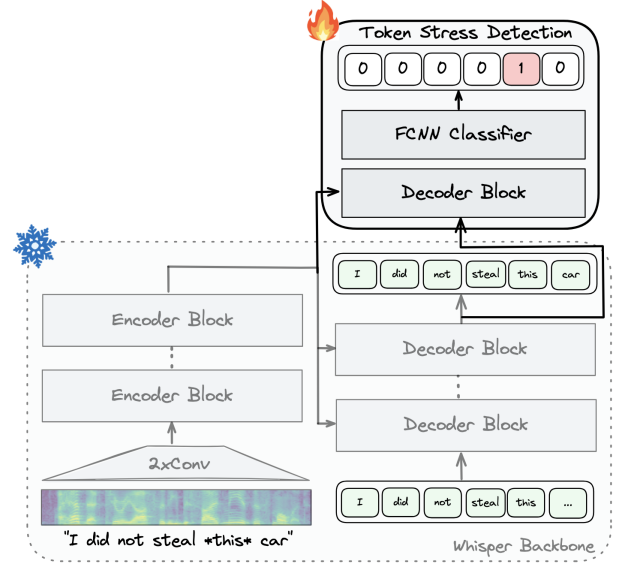 Token Stress Detection
0 0 0 0 1 0
FCNN Classifier
Decoder Block
I did not steal this car
Encoder Block
Decoder Block
Encoder Block
Decoder Block
2xConv
I did not steal this ...
"I did not steal *this* car"
Whisper Backbone